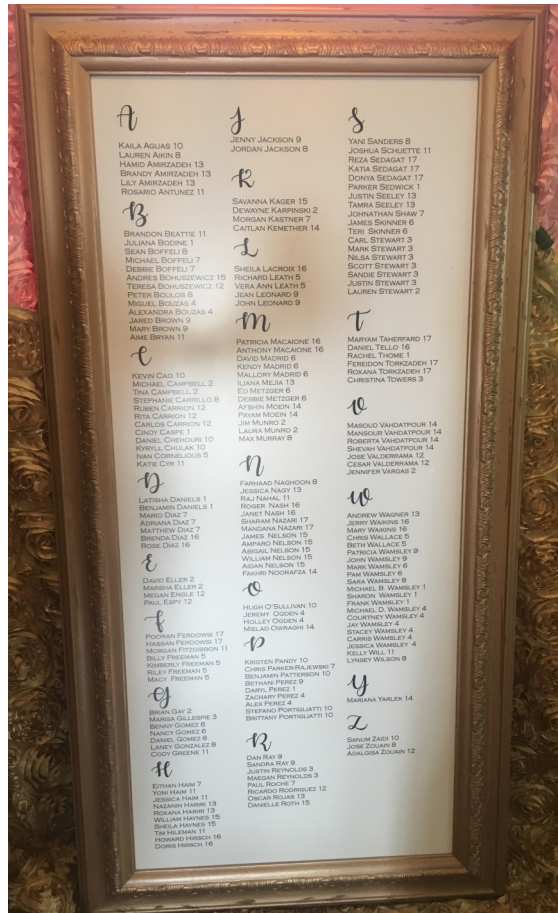 A
KAILA AGUAS 10
LAUREN AIKIN 8
HAMID AMIRZADEH 13
BRANDY AMIRZADEH 13
LILY AMIRZADEH 13
ROSARIO ANTUNEZ 11
B
BRANDON BEATTIE 11
JULIANA BODINE 1
SEAN BOFFELI 8
MICHAEL BOFFELI 7
DEBBIE BOFFELI 7
ANDRES BOHUSZEWICZ 15
TERESA BOHUSZEWICZ 12
PETER BOULOS 8
MIGUEL BOUZAS 4
ALEXANDRA BOUZAS 4
JARED BROWN 9
MARY BROWN 9
AIME BRYAN 11
C
KEVIN CAO 10
MICHAEL CAMPBELL 2
TINA CAMPBELL 2
STEPHANIE CARRILLO 8
RUBEN CARRION 12
RITA CARRION 12
CARLOS CARRION 12
CINDY CASPE 1
DANIEL CHEHOURI 10
KYRYLL CHULAK 10
IVAN CORNELIOUS 5
KATIE CYR 11
D
LATISHA DANIELS 1
BENJAMIN DANIELS 1
MARIO DIAZ 7
ADRIANA DIAZ 7
MATTHEW DIAZ 7
BRENDA DIAZ 16
ROSE DIAZ 16
E
DAVID ELLER 2
MARSHA ELLER 2
MEGAN ENGLE 12
PAUL ESPY 12
F
POORAN FERDOWSI 17
HASSAN FERDOWSI 17
MORGAN FITZGIBBON 11
BILLY FREEMAN 5
KIMBERLY FREEMAN 5
RILEY FREEMAN 5
MACY FREEMAN 5
G
BRIAN GAY 2
MARISA GILLESPIE 3
BENNY GOMEZ 6
NANCY GOMEZ 6
DANIEL GOMEZ 6
LANEY GONZALEZ 8
CODY GREENE 11
H
EITHAN HAIM 7
YONI HAIM 11
JESSICA HAIM 11
NAZANIN HARIRI 13
ROXANA HARIRI 13
WILLIAM HAYNES 15
SHEILA HAYNES 15
TIM HILEMAN 11
HOWARD HIRSCH 16
DORIS HIRSCH 16
J
JENNY JACKSON 9
JORDAN JACKSON 8
K
SAVANNA KAGER 15
DEWAYNE KARPINSKI 2
MORGAN KASTNER 7
CAITLAN KEMETHER 14
L
SHEILA LACROIX 16
RICHARD LEATH 5
VERA ANN LEATH 5
JEAN LEONARD 9
JOHN LEONARD 9
M
PATRICIA MACAIONE 16
ANTHONY MACAIONE 16
DAVID MADRID 6
KENDY MADRID 6
MALLORY MADRID 6
ILIANA MEJIA 13
ED METZGER 6
DEBBIE METZGER 6
AFSHIN MOEIN 14
PAYAM MOEIN 14
JIM MUNRO 2
LAURA MUNRO 2
MAX MURRAY 8
N
FARHAAD NAGHOON 8
JESSICA NAGY 13
RAJ NAHAL 11
ROGER NASH 16
JANET NASH 16
SHARAM NAZARI 17
MANDANA NAZARI 17
JAMES NELSON 15
AMPARO NELSON 15
ABIGAIL NELSON 15
WILLIAM NELSON 15
AIDAN NELSON 15
FAKHRI NOORAFZA 14
O
HUGH O'SULLIVAN 10
JEREMY OGDEN 4
HOLLEY OGDEN 4
MIELAD OWRAGHI 14
P
KRISTEN PANDY 10
CHRIS PARKER-RAJEWSKI 7
BENJAMIN PATTERSON 10
BETHANI PEREZ 9
DARYL PEREZ 1
ZACHARY PEREZ 4
ALEX PEREZ 4
STEFANO PORTIGLIATTI 10
BRITTANY PORTIGLIATTI 10
R
DAN RAY 9
SANDRA RAY 9
JUSTIN REYNOLDS 3
MAEGAN REYNOLDS 3
PAUL ROCHE 7
RICARDO RODRIGUEZ 12
OSCAR ROJAS 13
DANIELLE ROTH 15
S
YANI SANDERS 8
JOSHUA SCHUETTE 11
REZA SEDAGAT 17
KATIA SEDAGAT 17
DONYA SEDAGAT 17
PARKER SEDWICK 1
JUSTIN SEELEY 13
TAMRA SEELEY 13
JOHNATHAN SHAW 7
JAMES SKINNER 6
TERI SKINNER 6
CARL STEWART 3
MARK STEWART 3
NILSA STEWART 3
SCOTT STEWART 3
SANDIE STEWART 3
JUSTIN STEWART 3
LAUREN STEWART 2
T
MARYAM TAHERFARD 17
DANIEL TELLO 16
RACHEL THOME 1
FEREIDON TORKZADEH 17
ROXANA TORKZADEH 17
CHRISTINA TOWERS 3
V
MASOUD VAHDATPOUR 14
MANSOUR VAHDATPOUR 14
ROBERTA VAHDATPOUR 14
SHEVAH VAHDATPOUR 14
JOSE VALDERRAMA 12
CESAR VALDERRAMA 12
JENNIFER VARGAS 2
W
ANDREW WAGNER 13
JERRY WAIKINS 16
MARY WAIKINS 16
CHRIS WALLACE 5
BETH WALLACE 5
PATRICIA WAMSLEY 9
JOHN WAMSLEY 9
MARK WAMSLEY 6
PAM WAMSLEY 6
SARA WAMSLEY 8
MICHAEL B. WAMSLEY 1
SHARON WAMSLEY 1
FRANK WAMSLEY 1
MICHAEL D. WAMSLEY 4
COURTNEY WAMSLEY 4
JAY WAMSLEY 4
STACEY WAMSLEY 4
CARRIS WAMSLEY 4
JESSICA WAMSLEY 4
KELLY WILL 11
LYNSEY WILSON 8
Y
MARIANA YARLEK 14
Z
SANUM ZAIDI 10
JOSE ZOUAIN 8
ADALGISA ZOUAIN 12